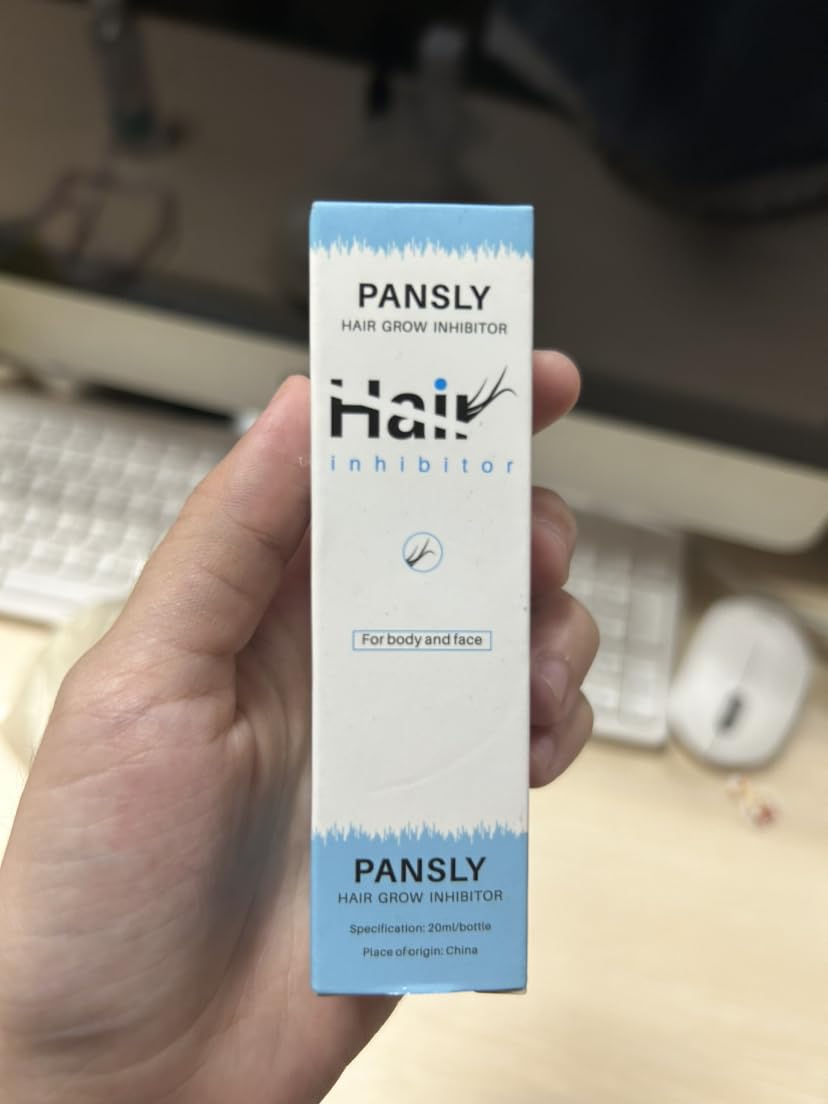 PANSLY
HAIR GROW INHIBITOR
Hair
inhibitor
For body and face
PANSLY
HAIR GROW INHIBITOR
Specification: 20ml/bottle
Place of origin: China